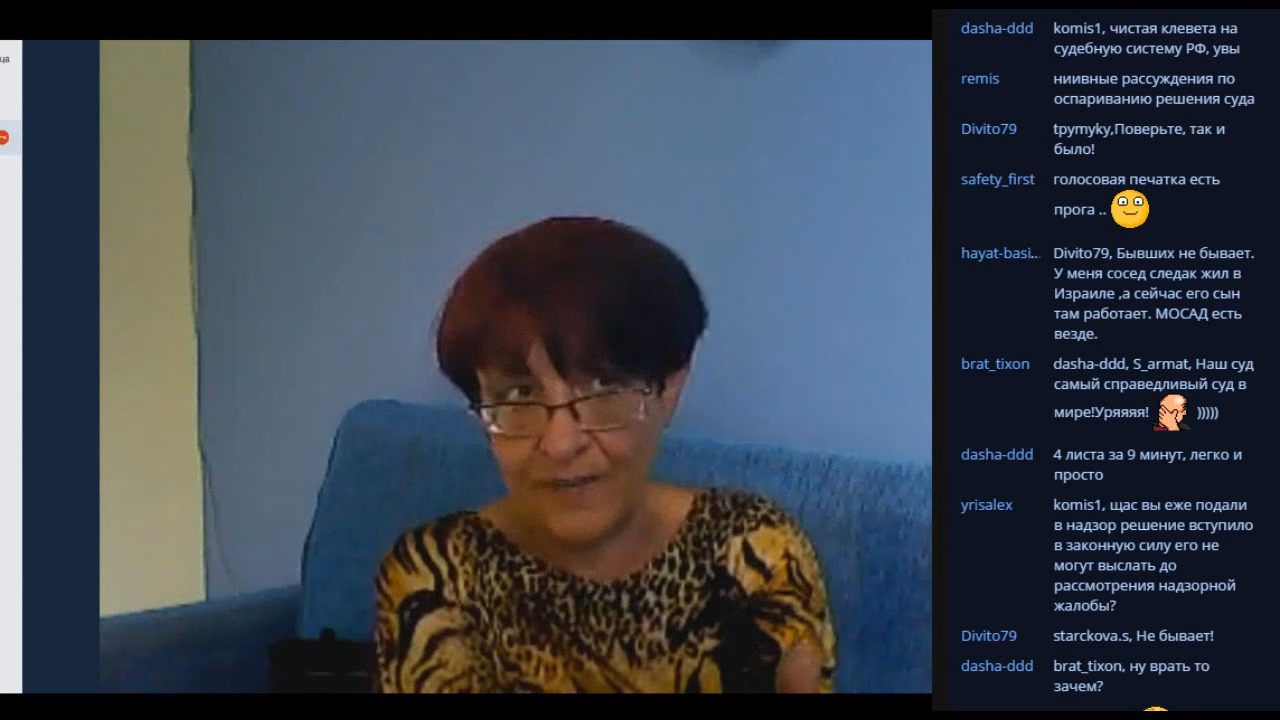 ца
dasha-ddd komis1, чистая клевета на
судебную систему РФ, увы
remis ниивные рассуждения по
оспариванию решения суда
Divito79 tpymyky,Поверьте, так и
было!
safety_first голосовая печатка есть
прога ..
hayat-basi... Divito79, Бывших не бывает.
У меня сосед следак жил в
Израиле ,а сейчас его сын
там работает. МОСАД есть
везде.
brat_tixon dasha-ddd, S_armat, Наш суд
самый справедливый суд в
мире!Уряяяя! )))))
dasha-ddd 4 листа за 9 минут, легко и
просто
yrisalex komis1, щас вы еже подали
в надзор решение вступило
в законную силу его не
могут выслать до
рассмотрения надзорной
жалобы?
Divito79 starckova.s, Не бывает!
dasha-ddd brat_tixon, ну врать то
зачем?